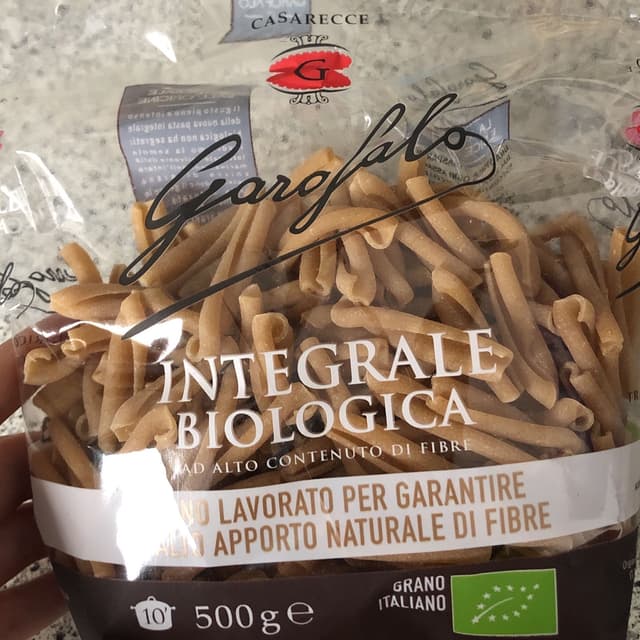 CASARECCE
G
Garofalo
INTEGRALE
BIOLOGICA
AD ALTO CONTENUTO DI FIBRE
LAVORATO PER GARANTIRE
APPORTO NATURALE DI FIBRE
10'
500g e
GRANO
ITALIANO